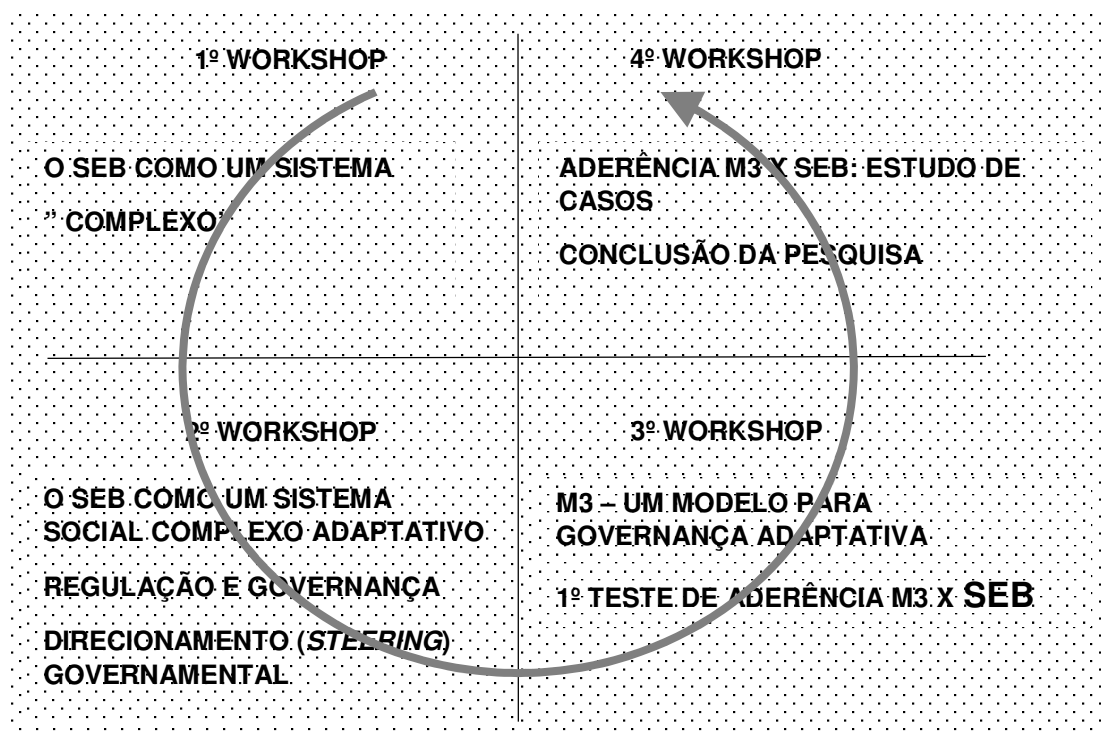 1º WORKSHOP
O SEB COMO UM SISTEMA
” COMPLEXO”
2º WORKSHOP
O SEB COMO UM SISTEMA
SOCIAL COMPLEXO ADAPTATIVO
REGULAÇÃO E GOVERNANÇA
DIRECIONAMENTO (STEERING)
GOVERNAMENTAL
3º WORKSHOP
M3 – UM MODELO PARA
GOVERNANÇA ADAPTATIVA
1º TESTE DE ADERÊNCIA M3 X SEB
4º WORKSHOP
ADERÊNCIA M3 X SEB: ESTUDO DE
CASOS
CONCLUSÃO DA PESQUISA